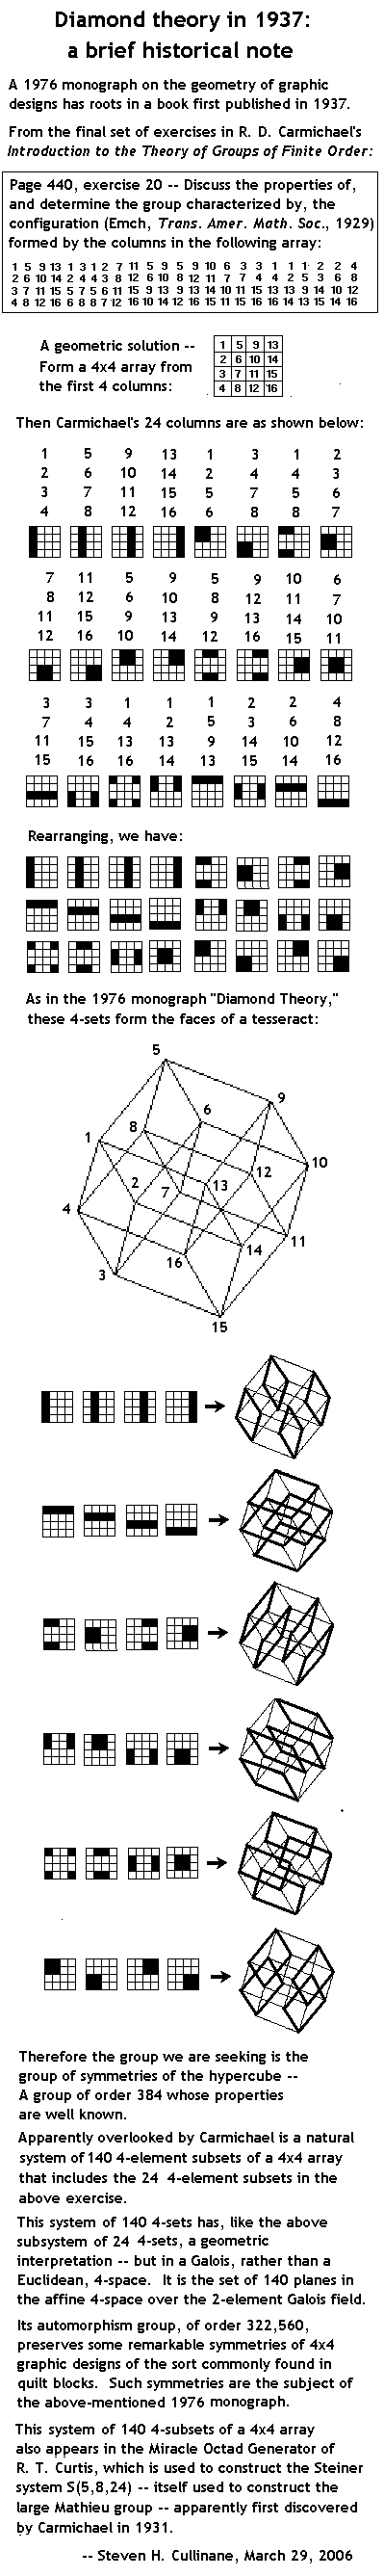 Diamond theory in 1937:
a brief historical note
A 1976 monograph on the geometry of graphic
designs has roots in a book first published in 1937.
From the final set of exercises in R. D. Carmichael's
Introduction to the Theory of Groups of Finite Order:
Page 440, exercise 20 -- Discuss the properties of,
and determine the group characterized by, the
configuration (Emch, Trans. Amer. Math. Soc., 1929)
formed by the columns in the following array:
1 5 9 13 1 3 1 2 7 11 5 9 5 9 10 6 3 3 1 1 1 2 2 4
2 6 10 14 2 4 4 3 8 12 6 10 8 12 11 7 7 4 4 2 5 3 6 8
3 7 11 15 5 7 5 6 11 15 9 13 9 13 14 10 11 15 13 13 9 14 10 12
4 8 12 16 6 8 8 7 12 16 10 14 12 16 15 11 15 16 16 14 13 15 14 16
A geometric solution --
Form a 4x4 array from
the first 4 columns:
1 5 9 13
2 6 10 14
3 7 11 15
4 8 12 16
Then Carmichael's 24 columns are as shown below:
1 5 9 13 1 3 1 2
2 6 10 14 2 4 4 3
3 7 11 15 5 7 5 6
4 8 12 16 6 8 8 7
7 11 5 9 5 9 10 6
8 12 6 10 8 12 11 7
11 15 9 13 9 13 14 10
12 16 10 14 12 16 15 11
3 3 1 1 1 2 2 4
7 4 4 2 5 3 6 8
11 15 13 13 9 14 10 12
15 16 16 14 13 15 14 16
Rearranging, we have:
As in the 1976 monograph "Diamond Theory,"
these 4-sets form the faces of a tesseract:
5
9
6
8
1
10
12
2
7
13
4
11
14
16
3
15
Therefore the group we are seeking is the
group of symmetries of the hypercube --
A group of order 384 whose properties
are well known.
Apparently overlooked by Carmichael is a natural
system of 140 4-element subsets of a 4x4 array
that includes the 24 4-element subsets in the
above exercise.
This system of 140 4-sets has, like the above
subsystem of 24 4-sets, a geometric
interpretation -- but in a Galois, rather than a
Euclidean, 4-space. It is the set of 140 planes in
the affine 4-space over the 2-element Galois field.
Its automorphism group, of order 322,560,
preserves some remarkable symmetries of 4x4
graphic designs of the sort commonly found in
quilt blocks. Such symmetries are the subject of
the above-mentioned 1976 monograph.
This system of 140 4-subsets of a 4x4 array
also appears in the Miracle Octad Generator of
R. T. Curtis, which is used to construct the Steiner
system S(5,8,24) -- itself used to construct the
large Mathieu group -- apparently first discovered
by Carmichael in 1931.
-- Steven H. Cullinane, March 29, 2006